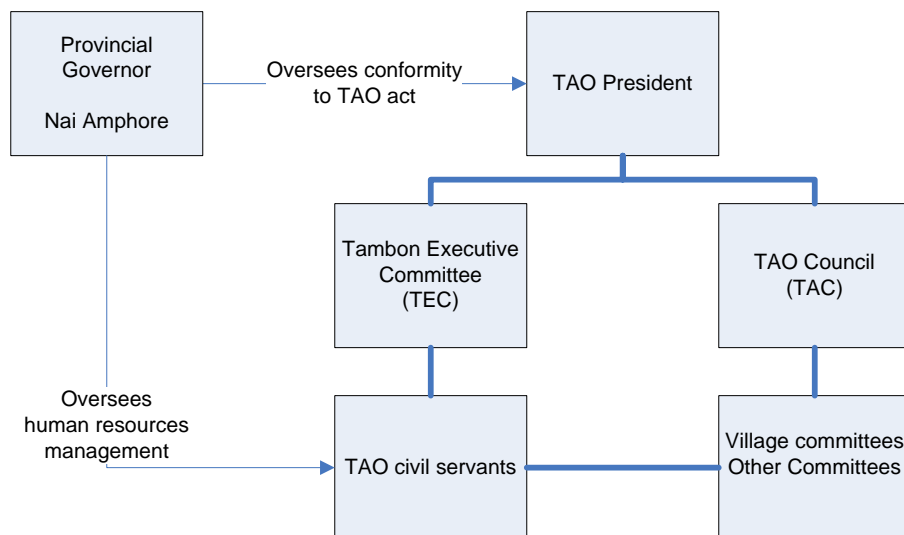 Provincial
Governor
Nai Amphore
Oversees conformity
to TAO act
TAO President
Tambon Executive
Committee
(TEC)
TAO Council
(TAC)
Oversees
human resources
management
TAO civil servants
Village committees
Other Committees